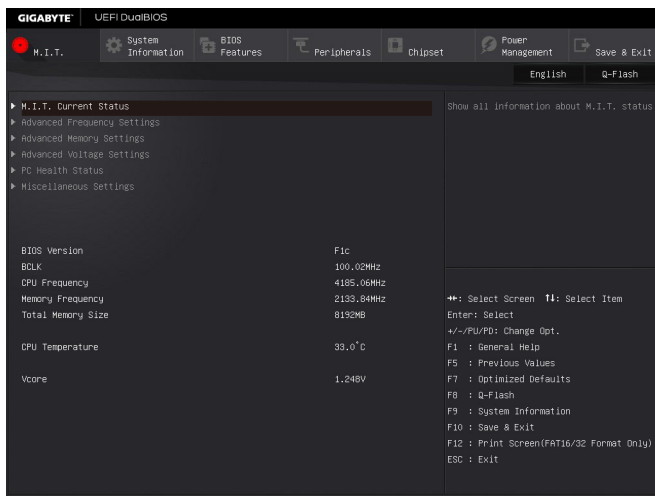 GIGABYTE™ UEFI DualBIOS
M.I.T.
System Information
BIOS Features
Peripherals
Chipset
Power Management
Save & Exit
English Q-Flash
M.I.T. Current Status
Advanced Frequency Settings
Advanced Memory Settings
Advanced Voltage Settings
PC Health Status
Miscellaneous Settings
Show all information about M.I.T. status
BIOS Version F1c
BCLK 100.02MHz
CPU Frequency 4185.06MHz
Memory Frequency 2133.84MHz
Total Memory Size 8192MB
CPU Temperature 33.0°C
Vcore 1.248V
→←: Select Screen ↑↓: Select Item
Enter: Select
+/-/PU/PD: Change Opt.
F1 : General Help
F5 : Previous Values
F7 : Optimized Defaults
F8 : Q-Flash
F9 : System Information
F10 : Save & Exit
F12 : Print Screen(FAT16/32 Format Only)
ESC : Exit